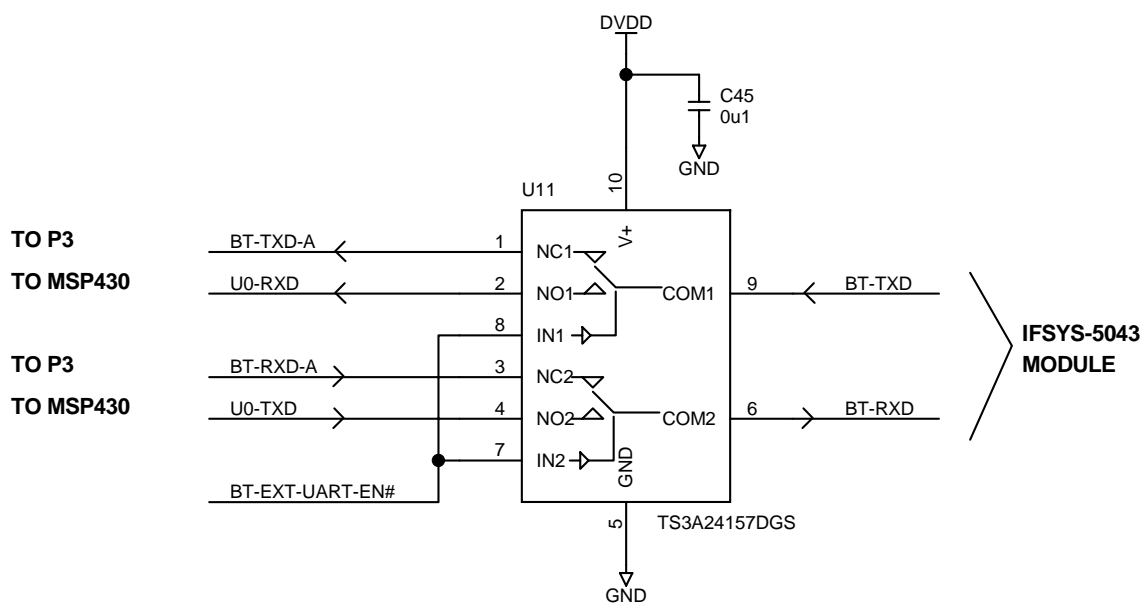 DVDD
C45
0u1
GND
U11
10
V+
TO P3
BT-TXD-A
1
NC1
TO MSP430
U0-RXD
2
NO1
COM1
9
BT-TXD
8
IN1
IFSYS-5043
MODULE
TO P3
BT-RXD-A
3
NC2
TO MSP430
U0-TXD
4
NO2
COM2
6
BT-RXD
7
IN2
GND
BT-EXT-UART-EN#
5
TS3A24157DGS
GND